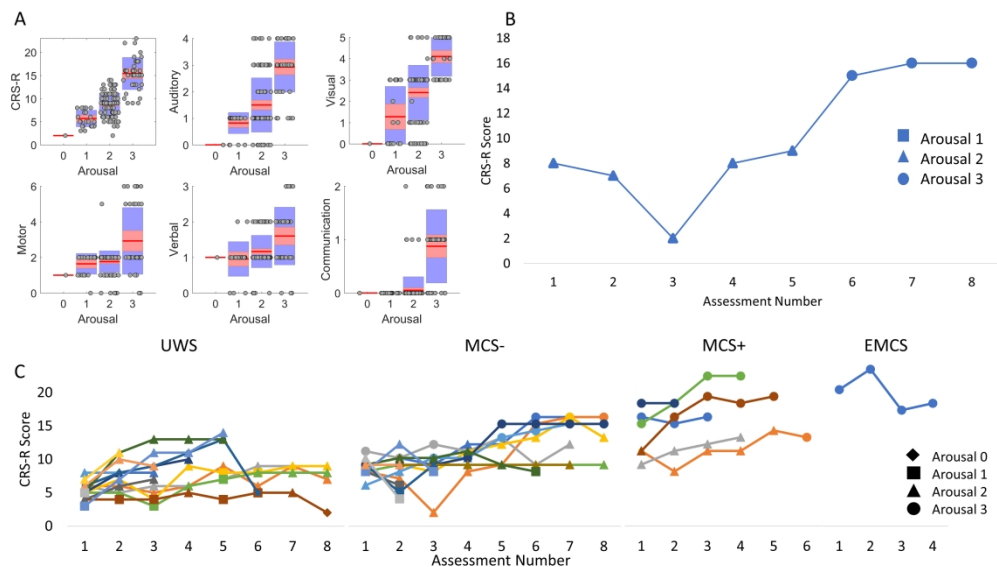 A
B
CRS-R
20
15
10
5
0
0 1 2 3
Arousal
Auditory
4
3
2
1
0
0 1 2 3
Arousal
Visual
5
4
3
2
1
0
0 1 2 3
Arousal
Motor
6
4
2
0
0 1 2 3
Arousal
Verbal
3
2
1
0
0 1 2 3
Arousal
Communication
2
1
0
0 1 2 3
Arousal
CRS-R Score
18
16
14
12
10
8
6
4
2
0
1 2 3 4 5 6 7 8
Assessment Number
Arousal 1
Arousal 2
Arousal 3
UWS
MCS-
MCS+
EMCS
C
CRS-R Score
20
15
10
5
0
1 2 3 4 5 6 7 8
1 2 3 4 5 6 7 8
1 2 3 4 5 6
1 2 3 4
Assessment Number
Assessment Number
Arousal 0
Arousal 1
Arousal 2
Arousal 3